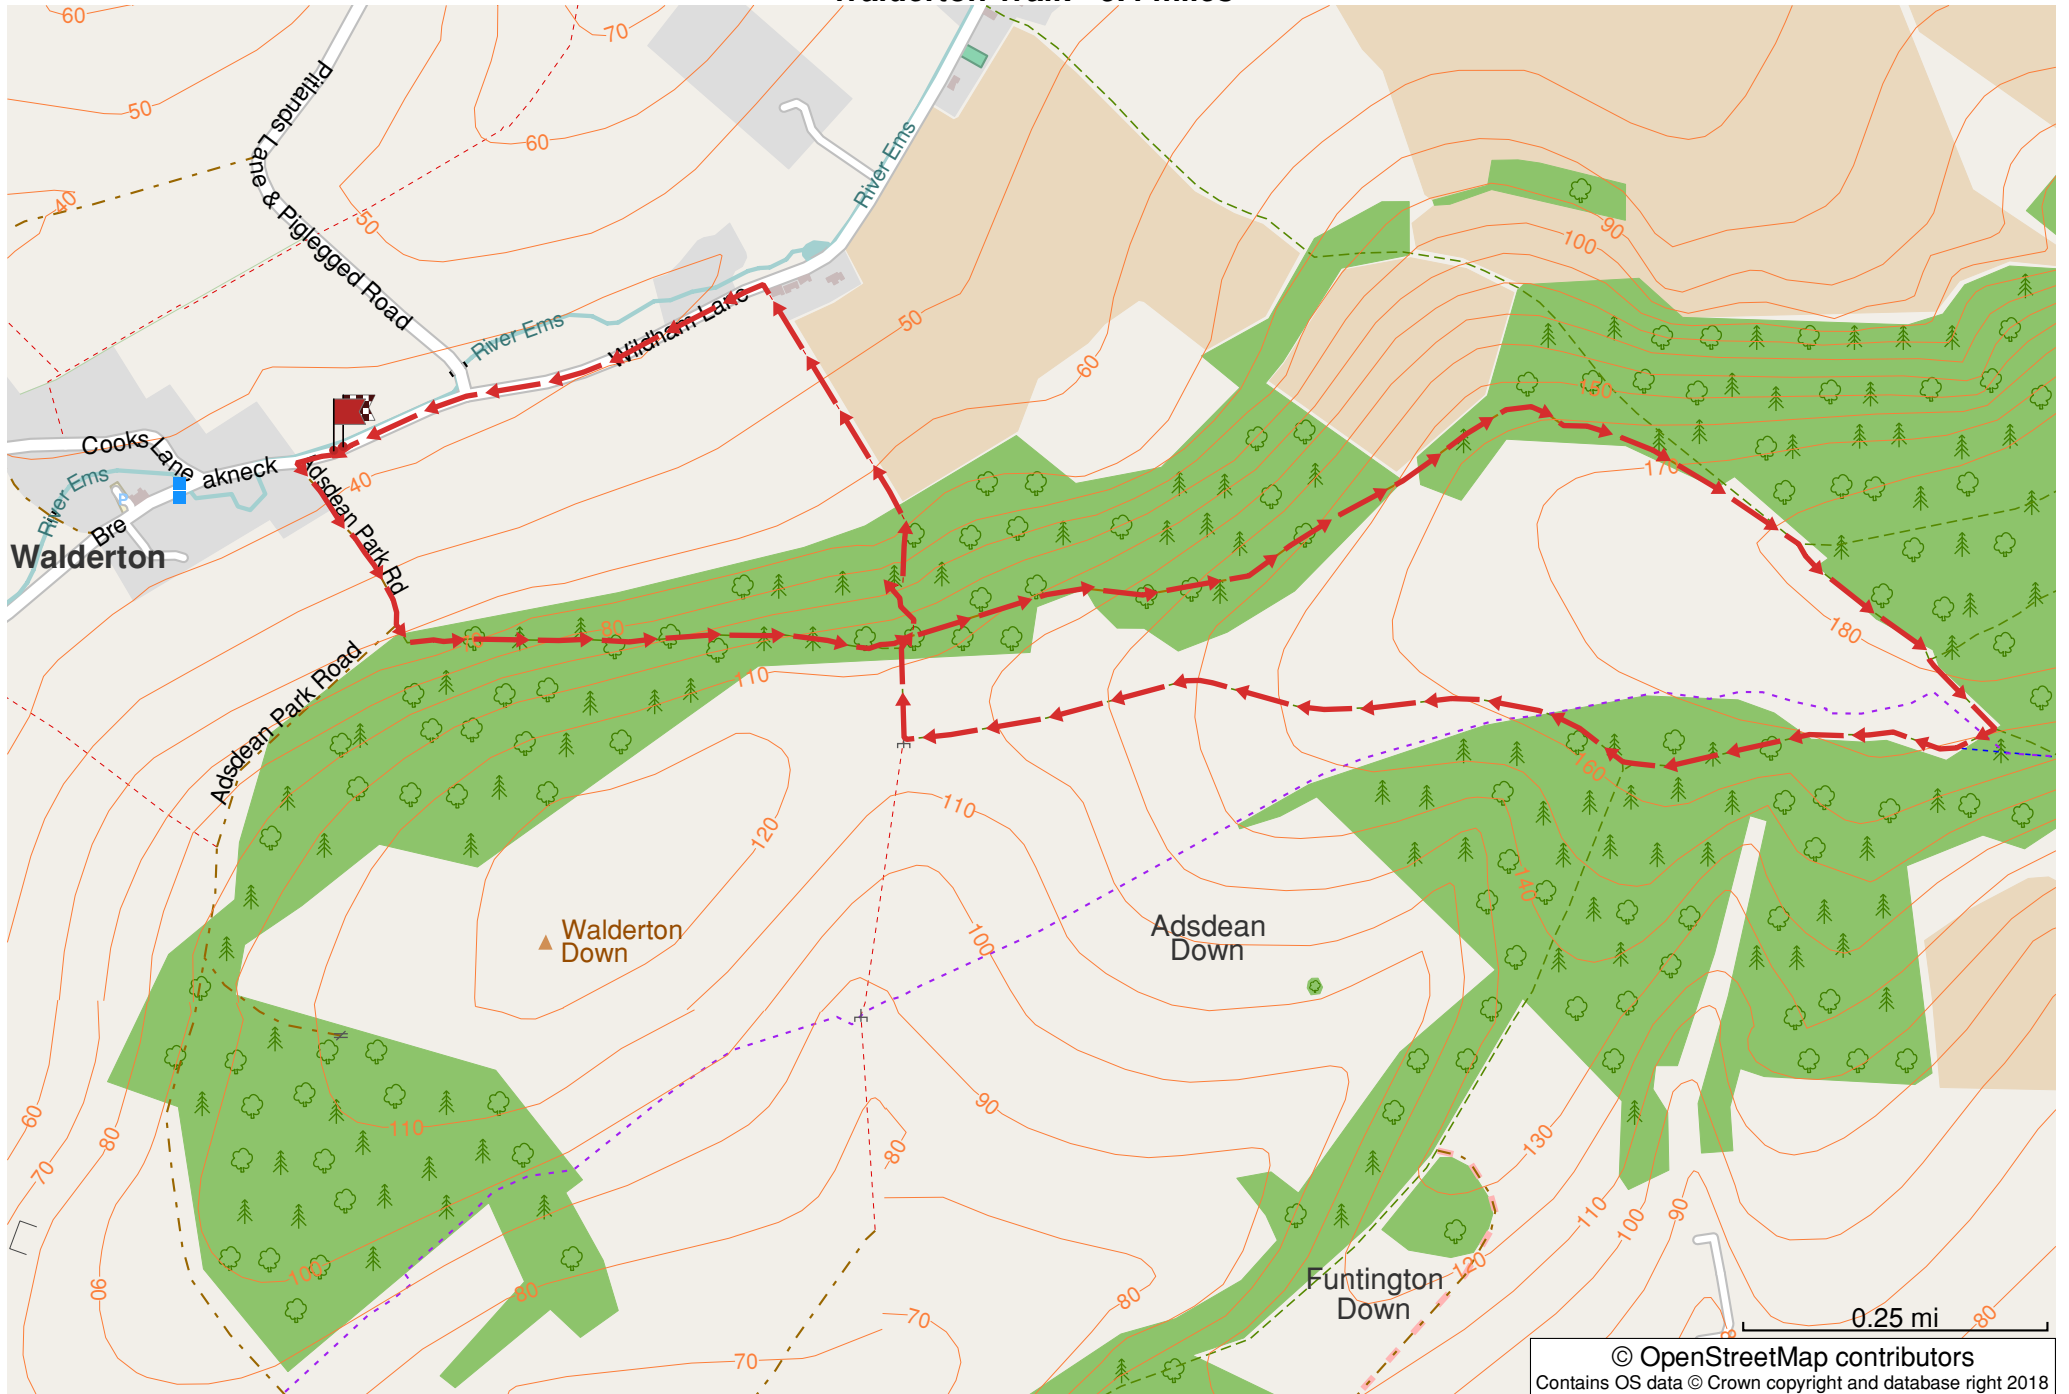 60
70
50
60
40
50
Pitlands Lane & Piglegged Road
River Ems
River Ems
Wildham Lane
50
60
90
100
150
Cooks Lane
Breakneck
River Ems
P
Walderton
40
Adsdean Park Rd
Adsdean Park Road
80
110
170
180
160
110
120
Walderton
Down
100
Adsdean
Down
140
90
80
110
60
80
70
90
100
80
130
110
100
90
120
Funtington
Down
80
70
70
80
0.25 mi
© OpenStreetMap contributors
Contains OS data © Crown copyright and database right 2018